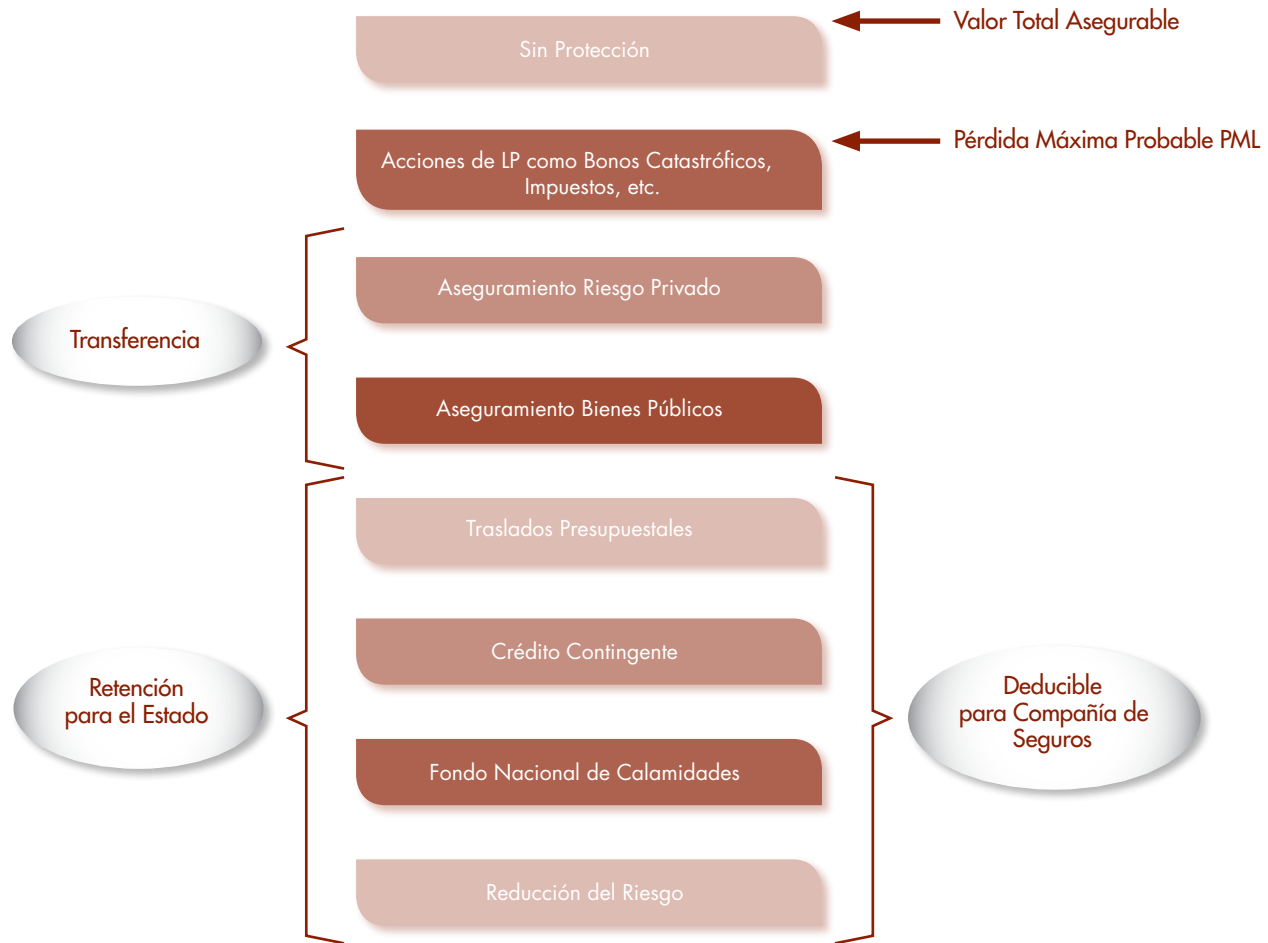 Valor Total Asegurable
Sin Protección
Pérdida Máxima Probable PML
Acciones de LP como Bonos Catastróficos,
Impuestos, etc.
Aseguramiento Riesgo Privado
Transferencia
Aseguramiento Bienes Públicos
Traslados Presupuestales
Crédito Contingente
Retención
para el Estado
Deducible
para Compañía de
Seguros
Fondo Nacional de Calamidades
Reducción del Riesgo